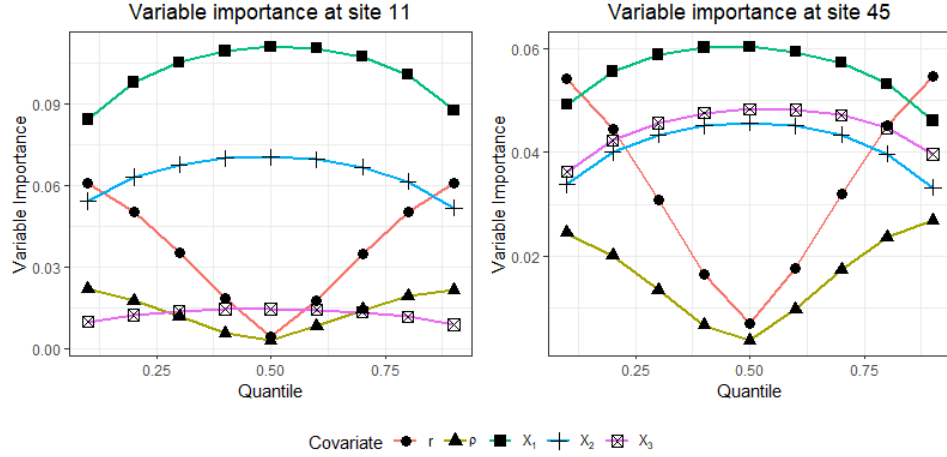 Variable importance at site 11
Variable Importance
0.09
0.06
0.03
0.00
0.25
0.50
0.75
Quantile
Variable importance at site 45
Variable Importance
0.06
0.04
0.02
0.25
0.50
0.75
Quantile
Covariate r ρ X₁ X₂ X₃